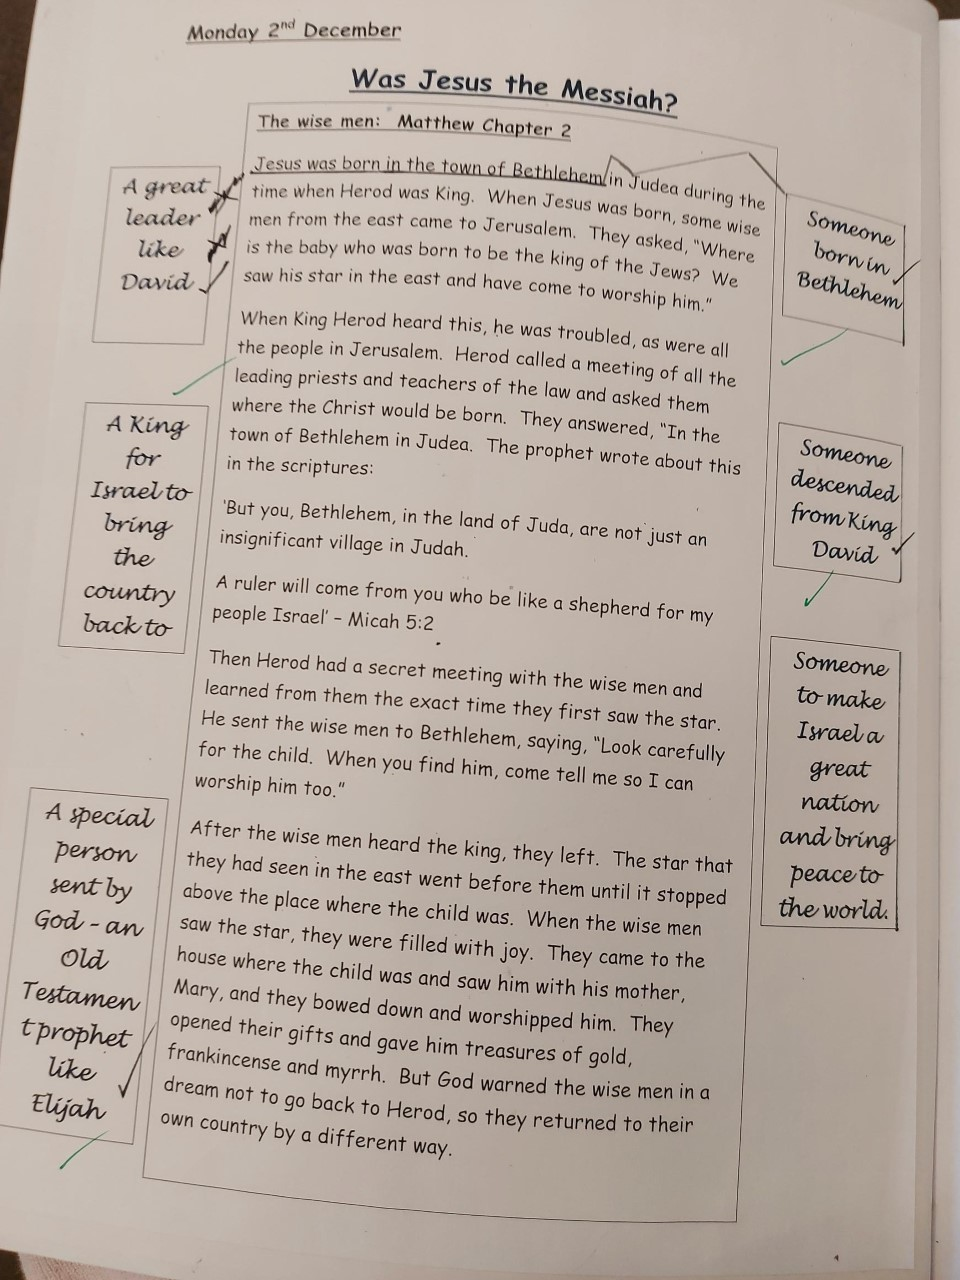 Monday 2nd December
Was Jesus the Messiah?
The wise men: Matthew Chapter 2
Jesus was born in the town of Bethlehem in Judea during the
time when Herod was King. When Jesus was born, some wise
men from the east came to Jerusalem. They asked, "Where
is the baby who was born to be the king of the Jews? We
saw his star in the east and have come to worship him."
When King Herod heard this, he was troubled, as were all
the people in Jerusalem. Herod called a meeting of all the
leading priests and teachers of the law and asked them
where the Christ would be born. They answered, "In the
town of Bethlehem in Judea. The prophet wrote about this
in the scriptures:
'But you, Bethlehem, in the land of Juda, are not just an
insignificant village in Judah.
A ruler will come from you who be like a shepherd for my
people Israel' – Micah 5:2
Then Herod had a secret meeting with the wise men and
learned from them the exact time they first saw the star.
He sent the wise men to Bethlehem, saying, "Look carefully
for the child. When you find him, come tell me so I can
worship him too."
After the wise men heard the king, they left. The star that
they had seen in the east went before them until it stopped
above the place where the child was. When the wise men
saw the star, they were filled with joy. They came to the
house where the child was and saw him with his mother,
Mary, and they bowed down and worshipped him. They
opened their gifts and gave him treasures of gold,
frankincense and myrrh. But God warned the wise men in a
dream not to go back to Herod, so they returned to their
own country by a different way.
A great
leader
like
David
A King
for
Israel to
bring
the
country
back to
A special
person
sent by
God – an
Old
Testamen
t prophet
like
Elijah
Someone
born in
Bethlehem
Someone
descended
from King
David
Someone
to make
Israel a
great
nation
and bring
peace to
the world.